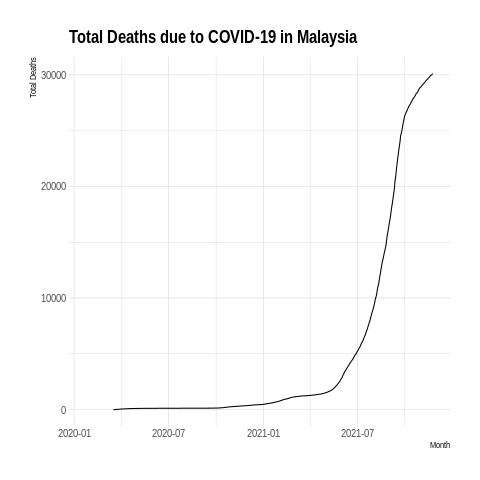 Total Deaths due to COVID-19 in Malaysia
Total Deaths
30000
20000
10000
0
2020-01 2020-07 2021-01 2021-07
Month